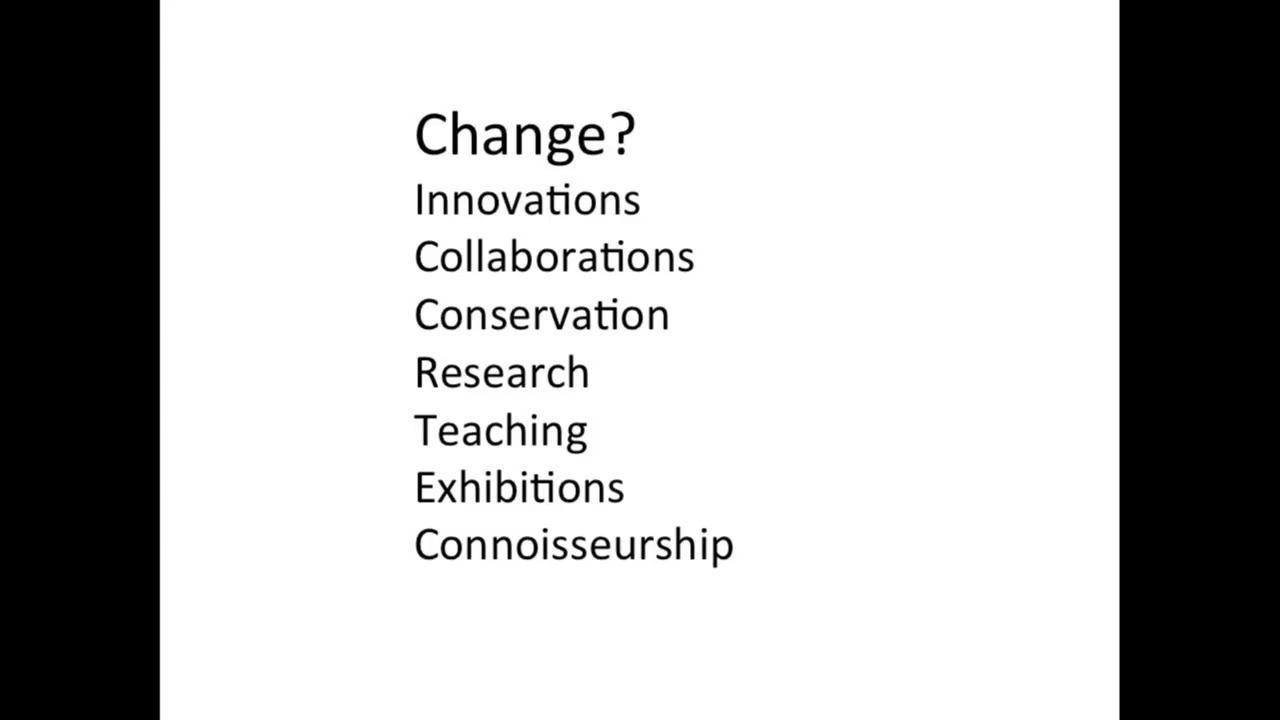 Change?
Innovations
Collaborations
Conservation
Research
Teaching
Exhibitions
Connoisseurship